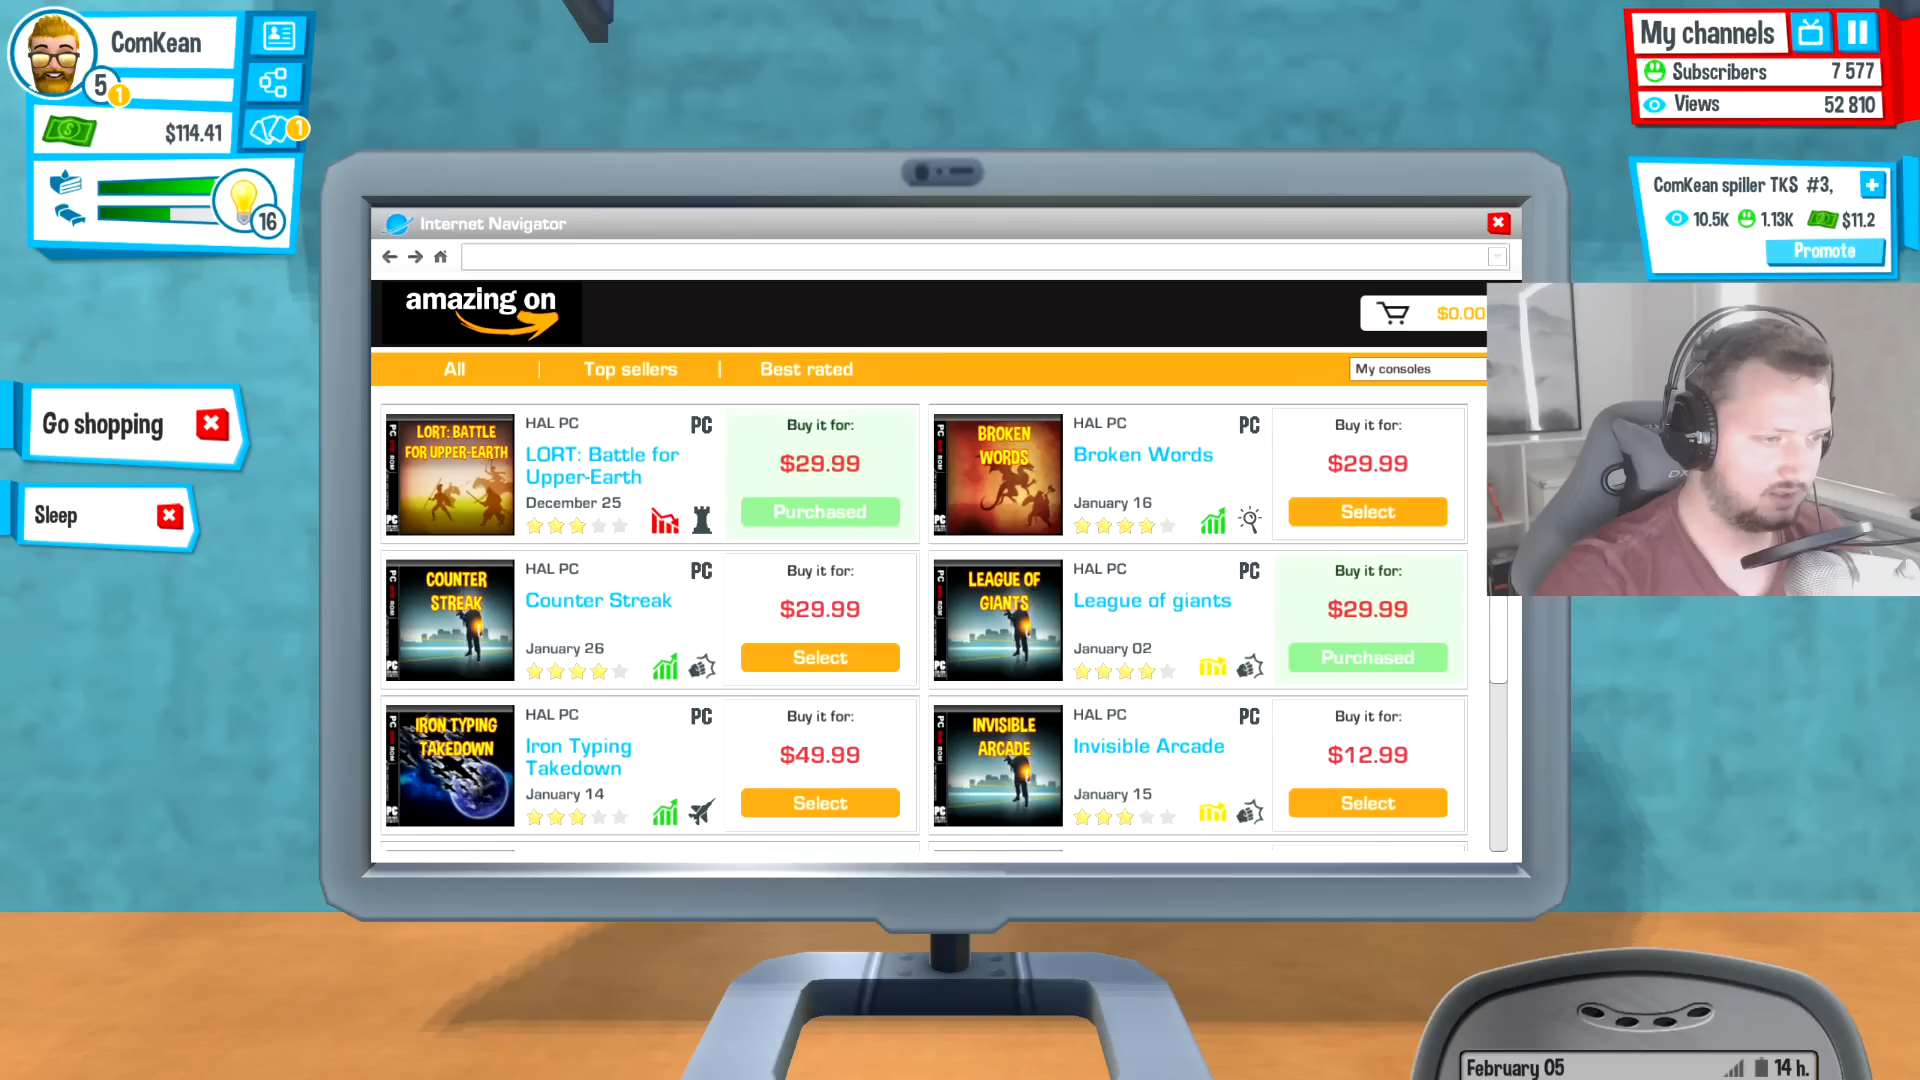 ComKean
5
1
$114.41
1
16
Go shopping
Sleep
My channels
Subscribers 7 577
Views 52 810
ComKean spiller TKS #3,
10.5K 1.13K $11.2
Promote
Internet Navigator
amazing on
$0.00
All | Top sellers | Best rated
My consoles
LORT: BATTLE
FOR UPPER-EARTH
HAL PC
PC
LORT: Battle for
Upper-Earth
December 25
Buy it for:
$29.99
Purchased
BROKEN
WORDS
HAL PC
PC
Broken Words
January 16
Buy it for:
$29.99
Select
COUNTER
STREAK
HAL PC
PC
Counter Streak
January 26
Buy it for:
$29.99
Select
LEAGUE OF
GIANTS
HAL PC
PC
League of giants
January 02
Buy it for:
$29.99
Purchased
IRON TYPING
TAKEDOWN
HAL PC
PC
Iron Typing
Takedown
January 14
Buy it for:
$49.99
Select
INVISIBLE
ARCADE
HAL PC
PC
Invisible Arcade
January 15
Buy it for:
$12.99
Select
February 05
14 h.